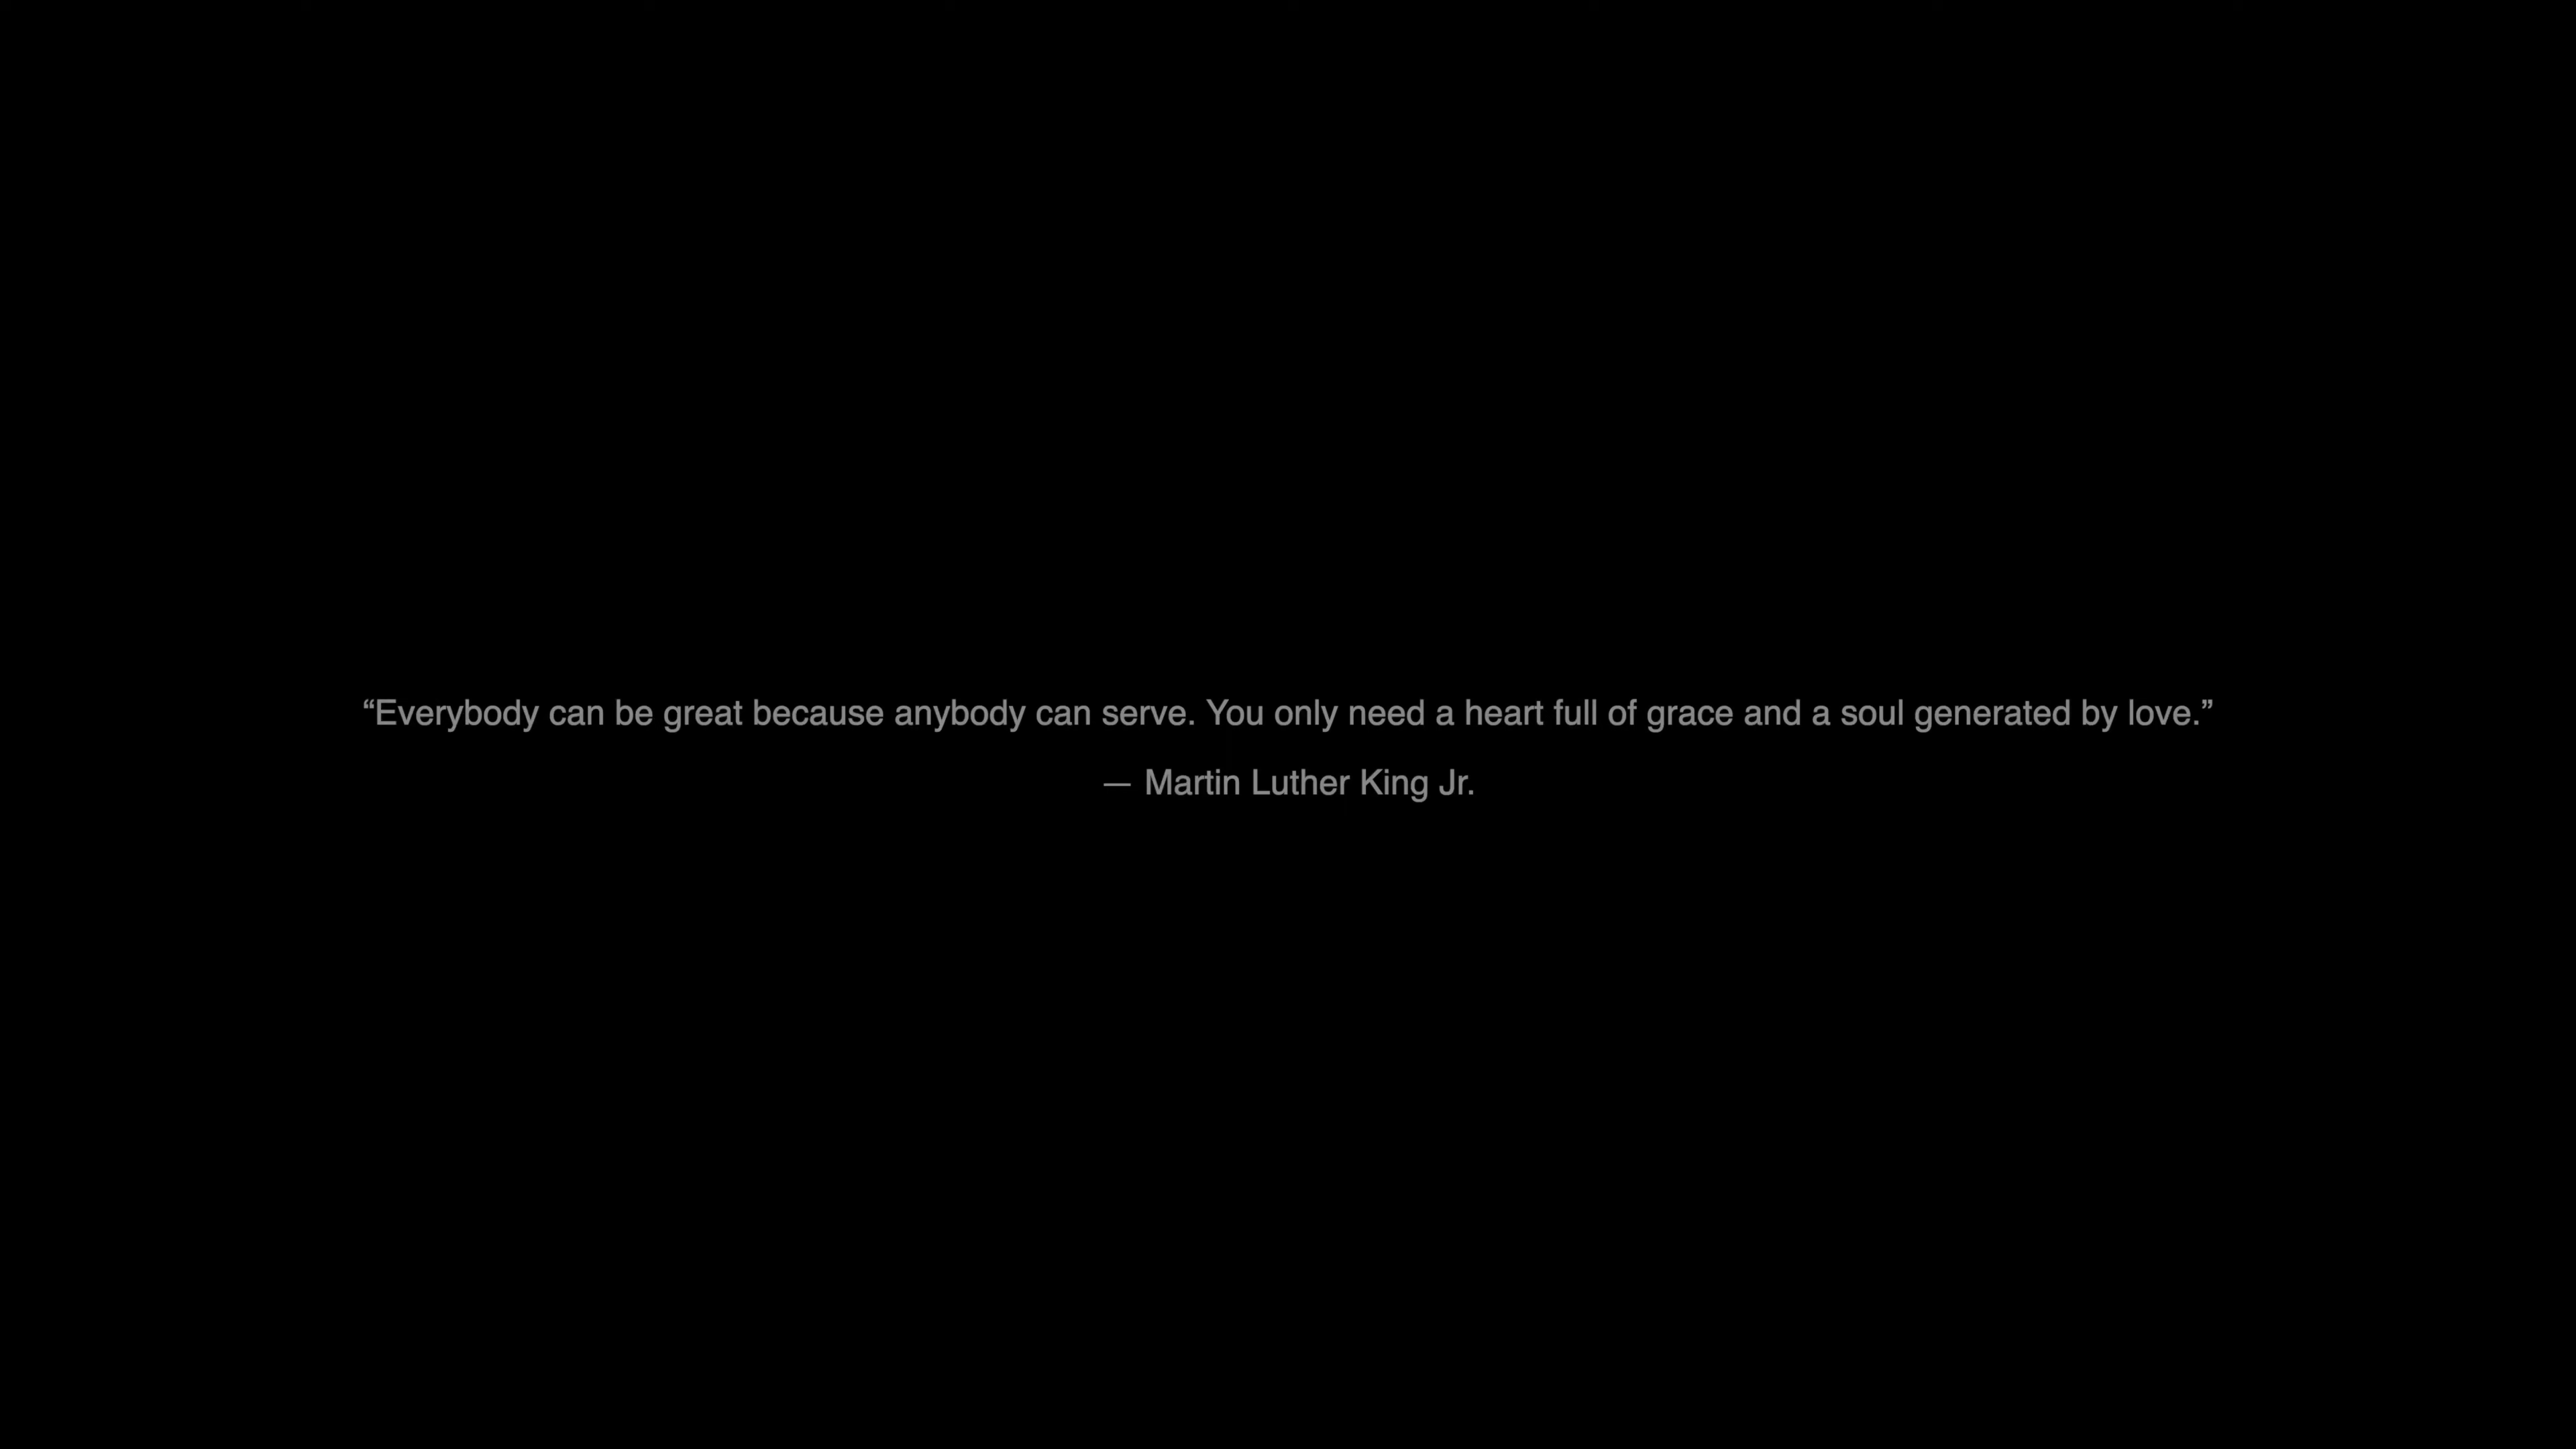 “Everybody can be great because anybody can serve. You only need a heart full of grace and a soul generated by love.”
— Martin Luther King Jr.